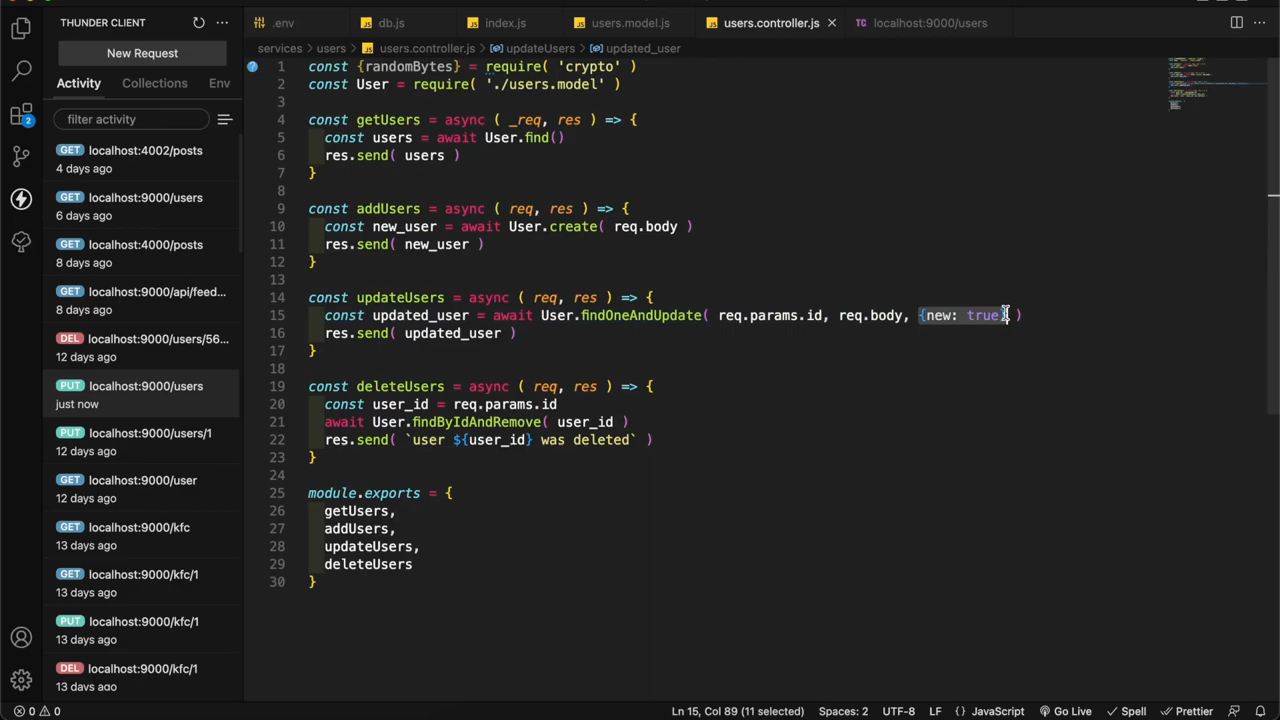 THUNDER CLIENT
New Request
Activity
Collections
Env
filter activity
GET localhost:4002/posts
4 days ago
GET localhost:9000/users
6 days ago
GET localhost:4000/posts
8 days ago
GET localhost:9000/api/feed...
8 days ago
DEL localhost:9000/users/56...
12 days ago
PUT localhost:9000/users
just now
PUT localhost:9000/users/1
12 days ago
GET localhost:9000/user
12 days ago
GET localhost:9000/kfc
13 days ago
GET localhost:9000/kfc/1
13 days ago
PUT localhost:9000/kfc/1
13 days ago
DEL localhost:9000/kfc/1
13 days ago
2
.env
JS db.js
JS index.js
JS users.model.js
JS users.controller.js
TC localhost:9000/users
services > users > JS users.controller.js > updateUsers > updated_user
1 const {randomBytes} = require( 'crypto' )
2 const User = require( './users.model' )
3
4 const getUsers = async ( _req, res ) => {
5 const users = await User.find()
6 res.send( users )
7 }
8
9 const addUsers = async ( req, res ) => {
10 const new_user = await User.create( req.body )
11 res.send( new_user )
12 }
13
14 const updateUsers = async ( req, res ) => {
15 const updated_user = await User.findOneAndUpdate( req.params.id, req.body, {new: true} )
16 res.send( updated_user )
17 }
18
19 const deleteUsers = async ( req, res ) => {
20 const user_id = req.params.id
21 await User.findByIdAndRemove( user_id )
22 res.send( `user ${user_id} was deleted` )
23 }
24
25 module.exports = {
26 getUsers,
27 addUsers,
28 updateUsers,
29 deleteUsers
30 }
0 0
Ln 15, Col 89 (11 selected)
Spaces: 2
UTF-8
LF
{} JavaScript
Go Live
Spell
Prettier